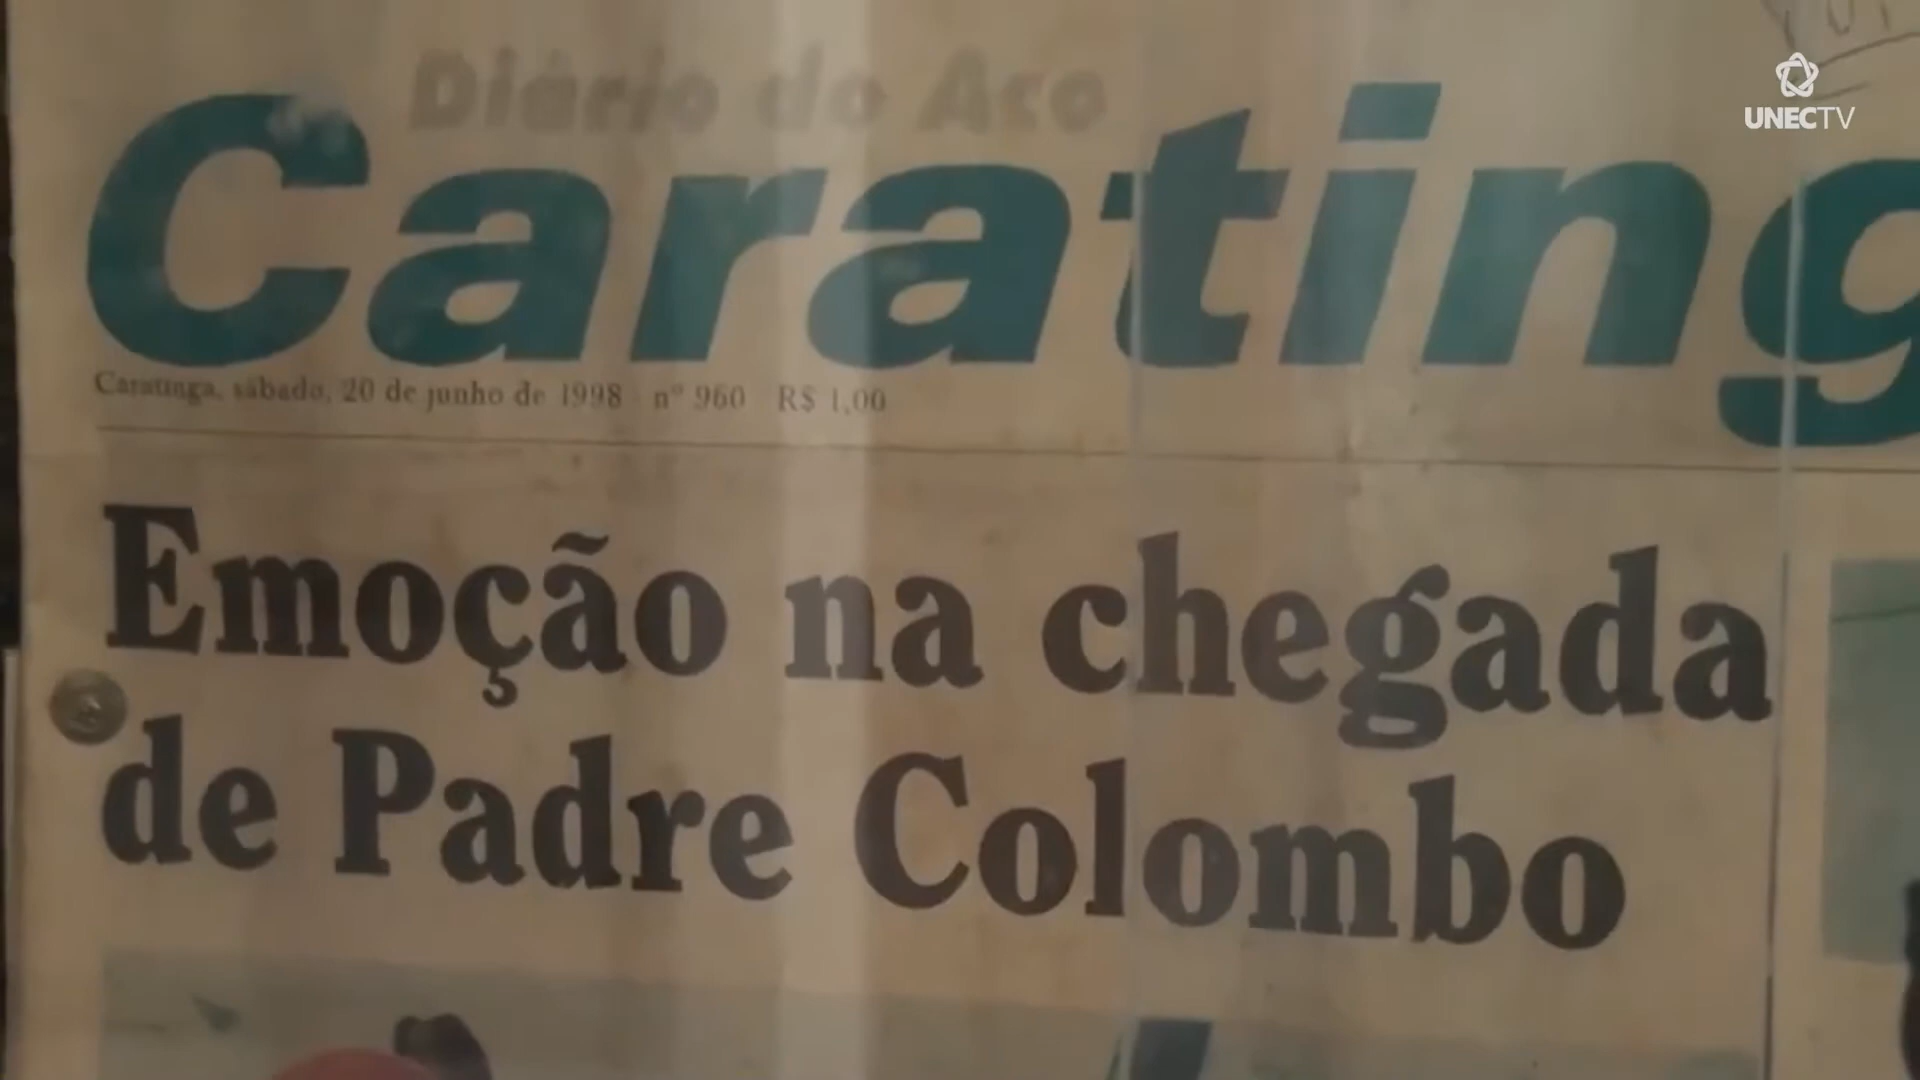 Diário do Aço
UNECTV
Carating
Caratinga, sábado, 20 de junho de 1998 nº 960 R$ 1,00
Emoção na chegada
de Padre Colombo